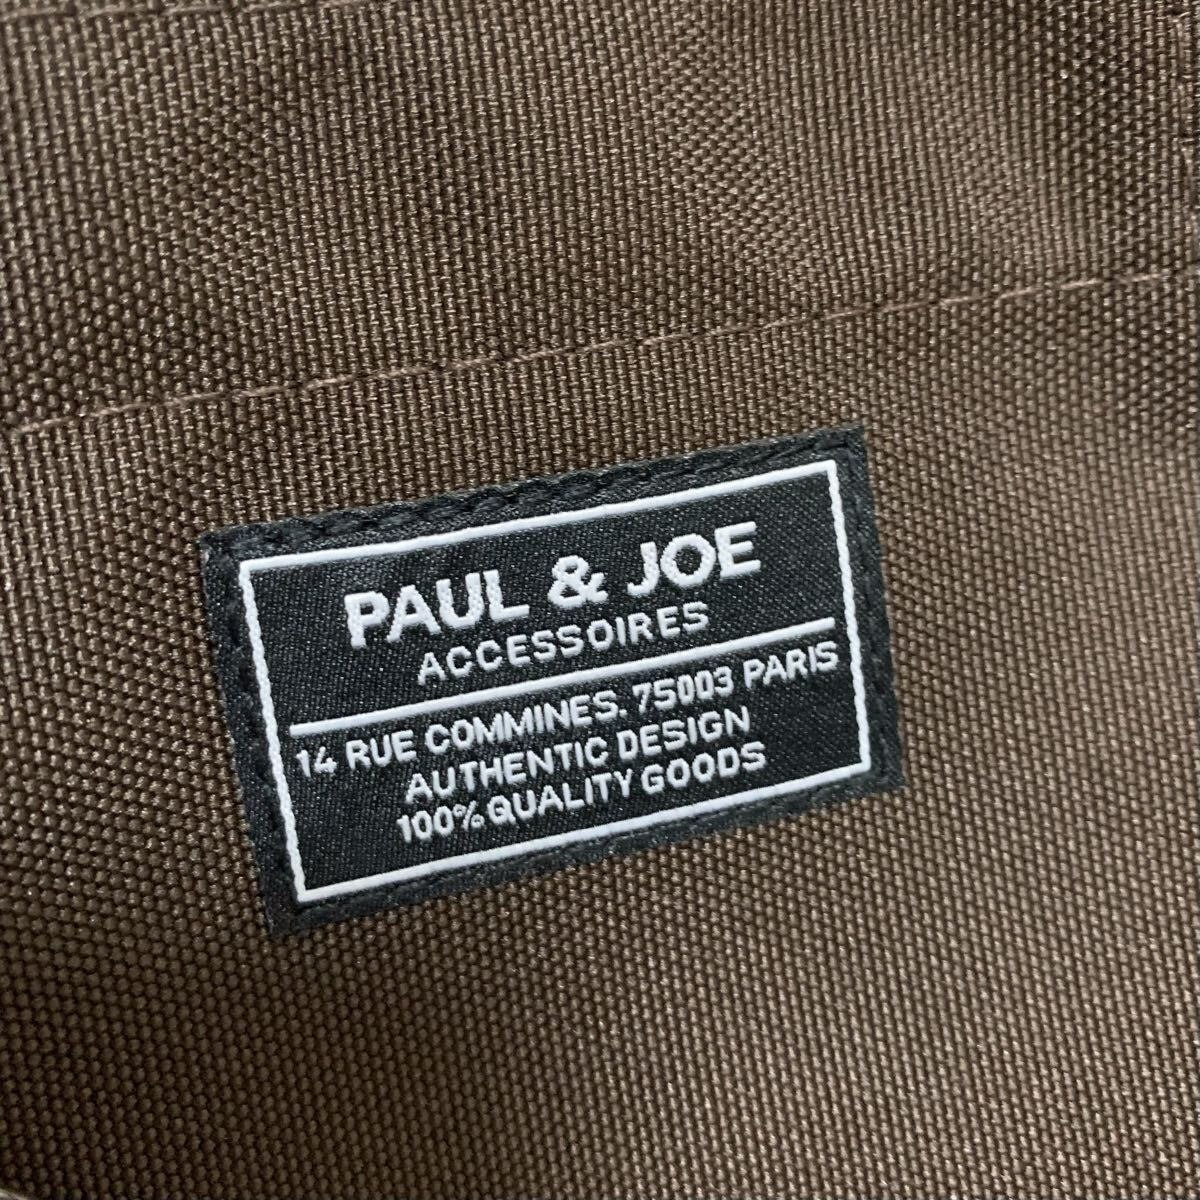 PAUL & JOE
ACCESSOIRES
14 RUE COMMINES. 75003 PARIS
AUTHENTIC DESIGN
100% QUALITY GOODS